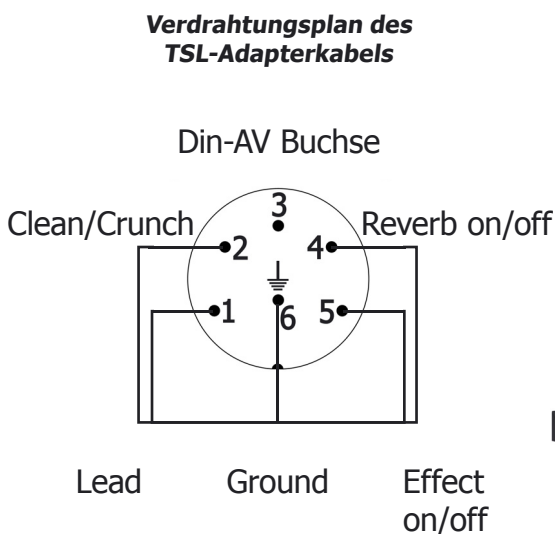 Verdrahtungsplan des
TSL-Adapterkabels
Din-AV Buchse
Clean/Crunch
3
Reverb on/off
2
4
1
6
5
Lead
Ground
Effect
on/off